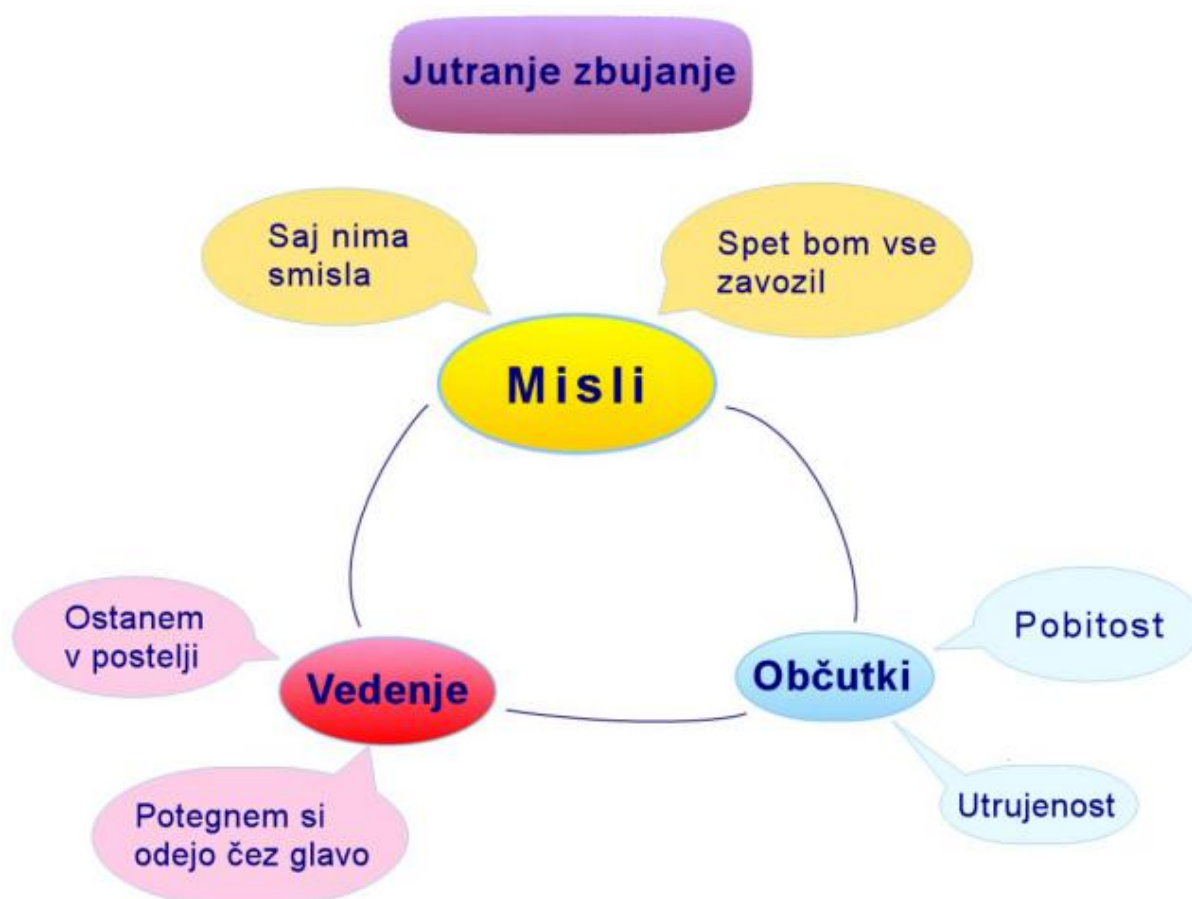 Jutranje zbujanje
Saj nima
smisla
Spet bom vse
zavozil
Misli
Ostanem
v postelji
Vedenje
Občutki
Pobitost
Potegnem si
odejo čez glavo
Utrujenost